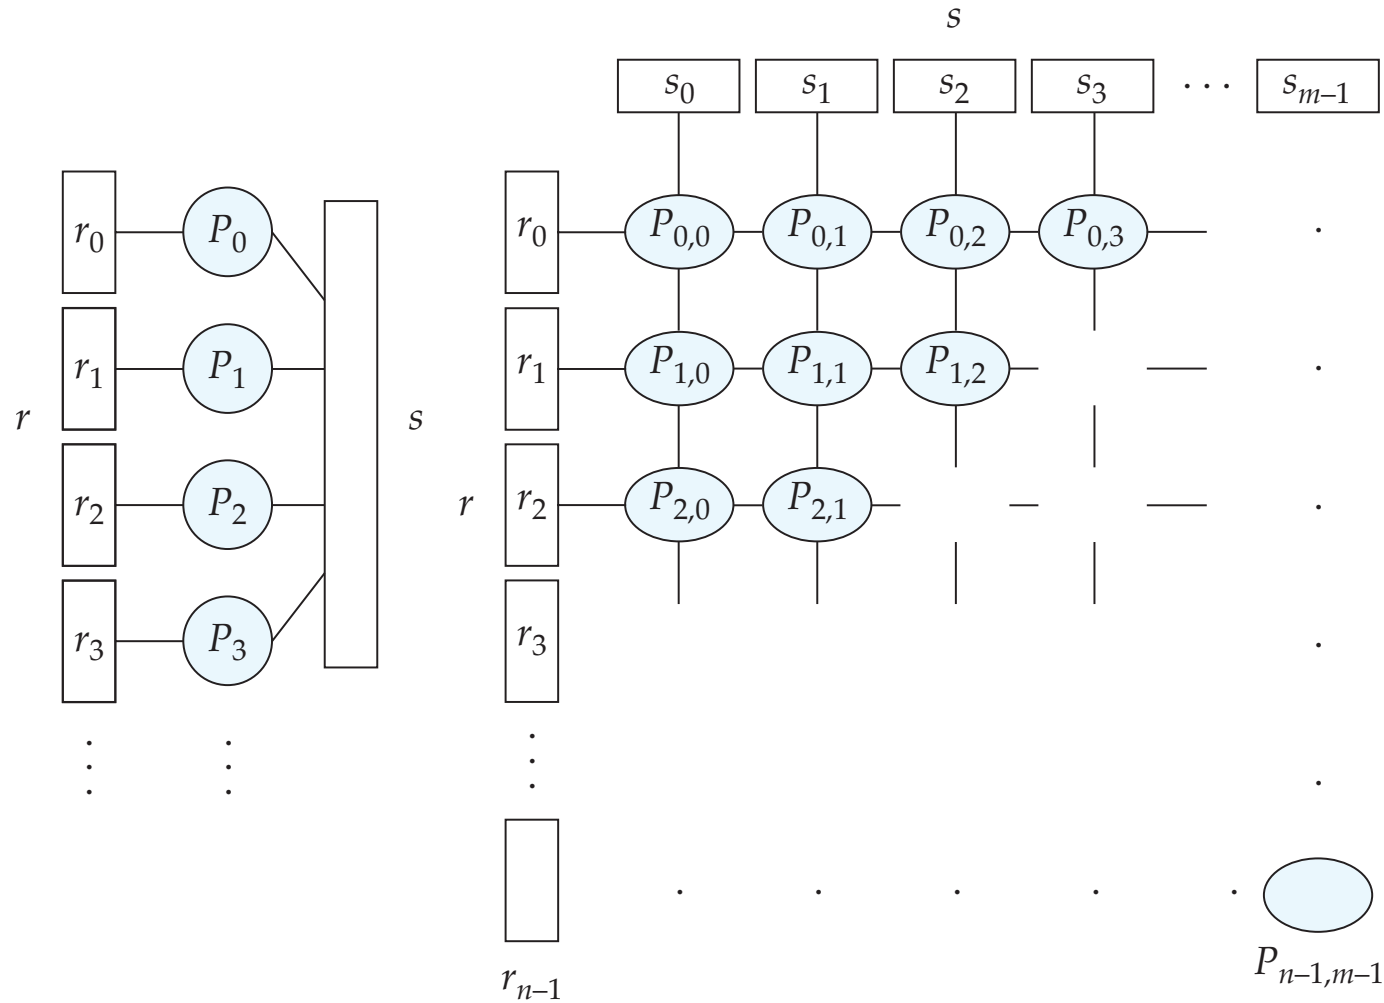 s
s₀ s₁ s₂ s₃ ... sₘ₋₁
r₀ P₀
r₁ P₁
r s
r₂ P₂
r₃ P₃
r₀ P₀,₀ P₀,₁ P₀,₂ P₀,₃
r₁ P₁,₀ P₁,₁ P₁,₂
r r₂ P₂,₀ P₂,₁
r₃
rₙ₋₁
Pₙ₋₁,ₘ₋₁